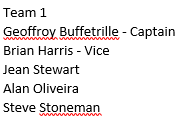 Team 1
Geoffroy Buffetrille - Captain
Brian Harris - Vice
Jean Stewart
Alan Oliveira
Steve Stoneman